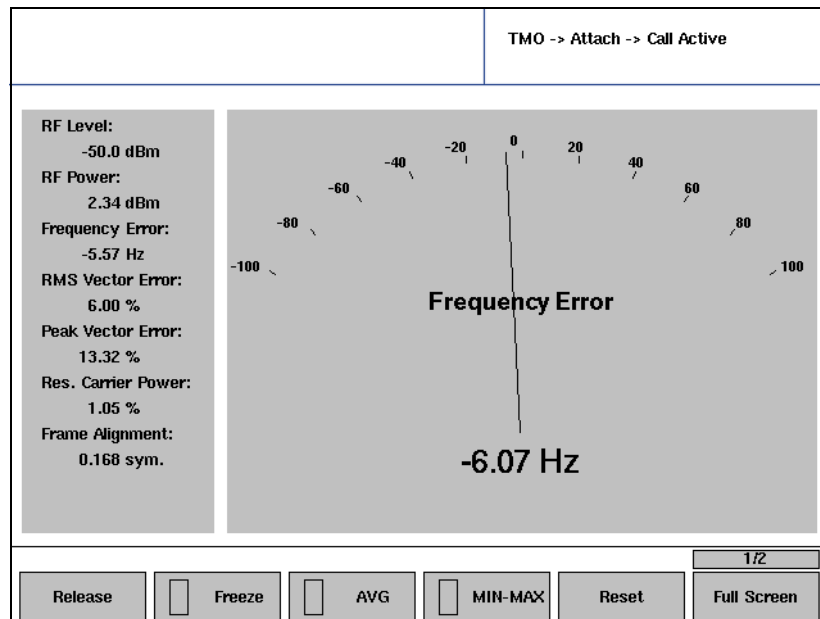 TMO -> Attach -> Call Active
RF Level:
-50.0 dBm
RF Power:
2.34 dBm
Frequency Error:
-5.57 Hz
RMS Vector Error:
6.00 %
Peak Vector Error:
13.32 %
Res. Carrier Power:
1.05 %
Frame Alignment:
0.168 sym.
-100
-80
-60
-40
-20
0
20
40
60
80
100
Frequency Error
-6.07 Hz
1/2
Release
Freeze
AVG
MIN-MAX
Reset
Full Screen